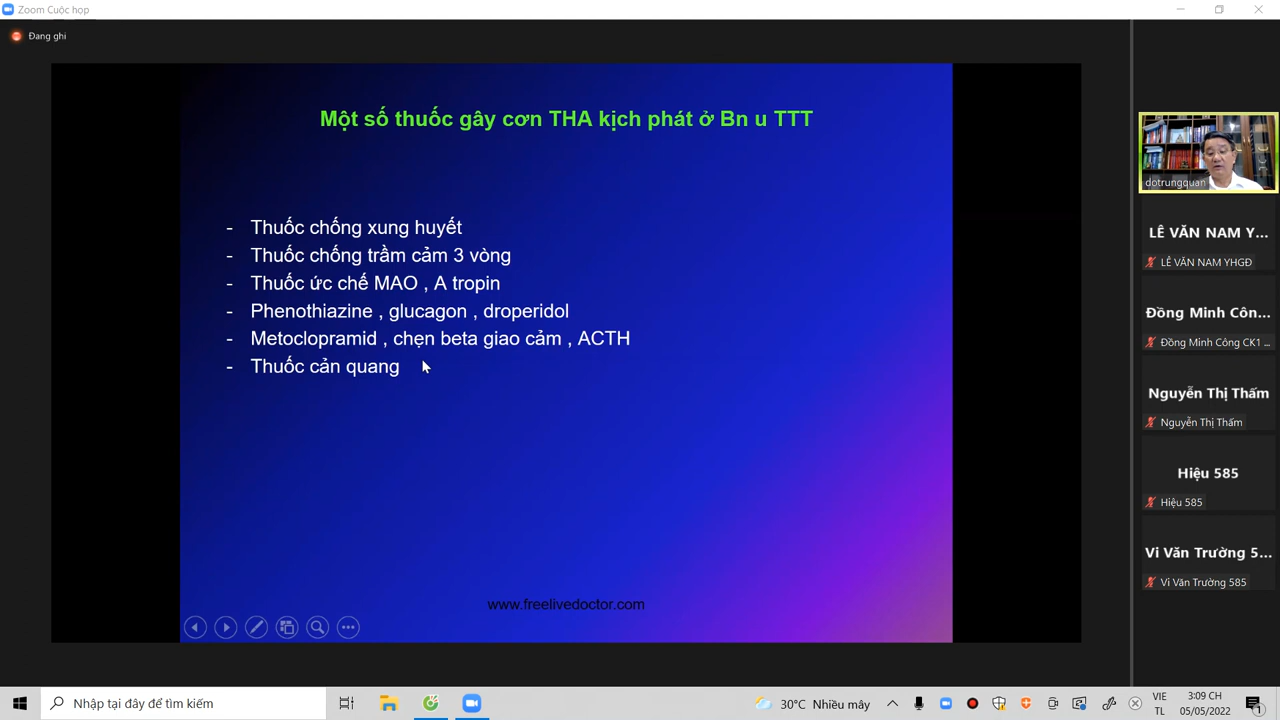 Zoom Cuộc họp
Đang ghi
Một số thuốc gây cơn THA kịch phát ở Bn u TTT
- Thuốc chống xung huyết
- Thuốc chống trầm cảm 3 vòng
- Thuốc ức chế MAO , A tropin
- Phenothiazine , glucagon , droperidol
- Metoclopramid , chẹn beta giao cảm , ACTH
- Thuốc cản quang
www.freelivedoctor.com
dotrungquan
LÊ VĂN NAM Y...
LÊ VĂN NAM YHGĐ
Đồng Minh Côn...
Đồng Minh Công CK1 ...
Nguyễn Thị Thấm
Nguyễn Thị Thấm
Hiệu 585
Hiệu 585
Vi Văn Trường 5...
Vi Văn Trường 585
Nhập tại đây để tìm kiếm
30°C Nhiều mây
VIE
TL
3:09 CH
05/05/2022
1